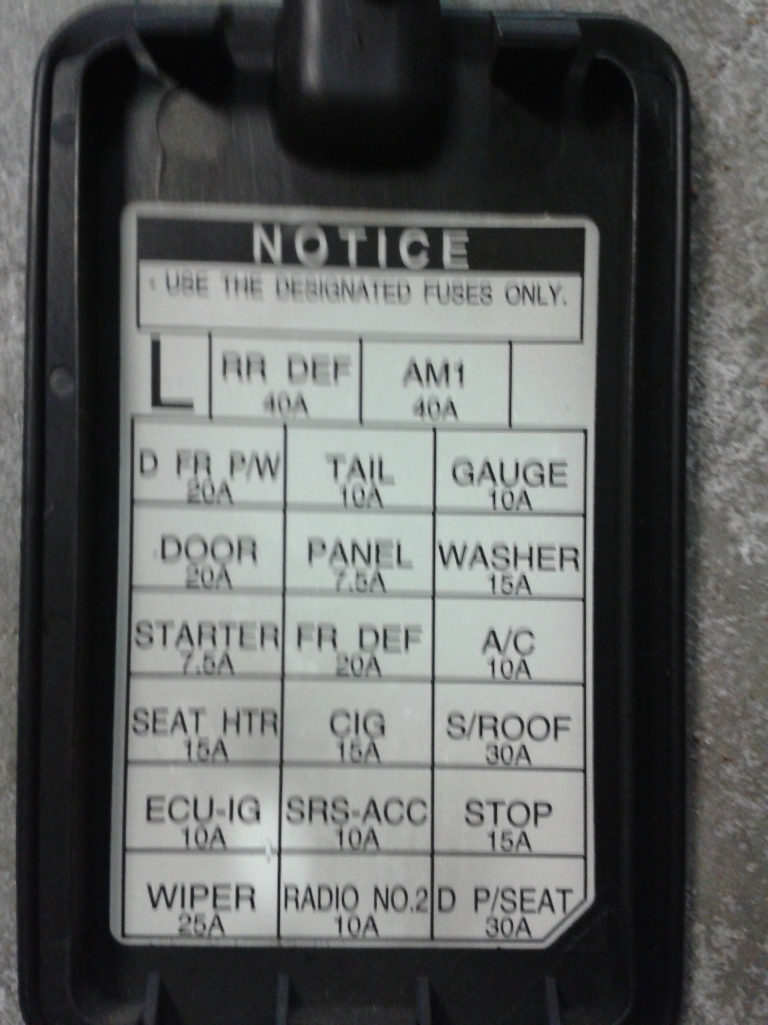 NOTICE
· USE THE DESIGNATED FUSES ONLY.
L RR DEF AM1
40A 40A
D FR P/W TAIL GAUGE
20A 10A 10A
DOOR PANEL WASHER
20A 7.5A 15A
STARTER FR DEF A/C
7.5A 20A 10A
SEAT HTR CIG S/ROOF
15A 15A 30A
ECU-IG SRS-ACC STOP
10A 10A 15A
WIPER RADIO NO.2 D P/SEAT
25A 10A 30A